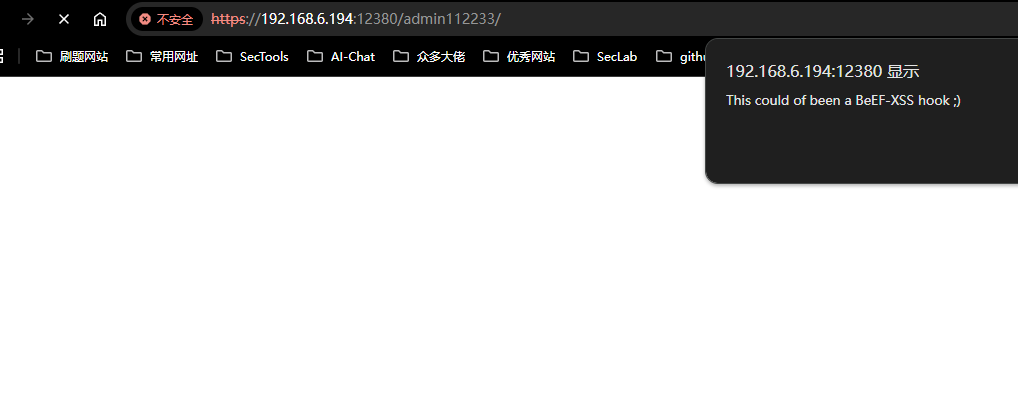 不安全 https://192.168.6.194:12380/admin112233/
刷题网站 常用网址 SecTools AI-Chat 众多大佬 优秀网站 SecLab
192.168.6.194:12380 显示
This could of been a BeEF-XSS hook ;)